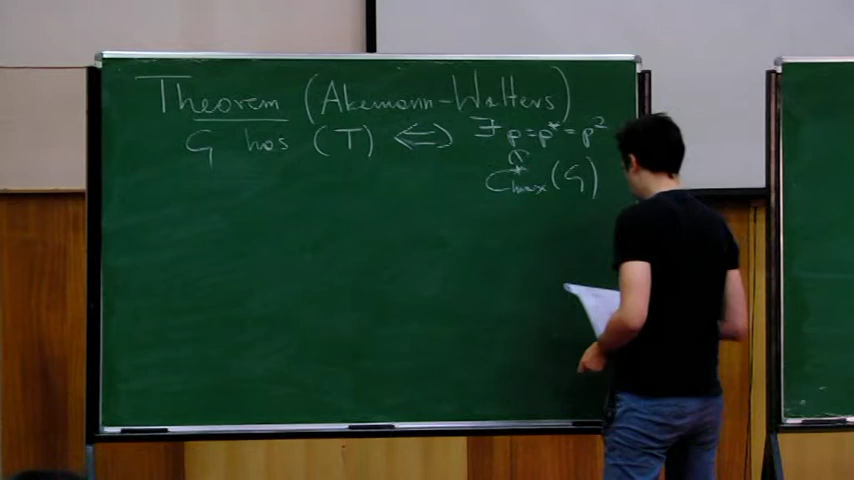 Theorem (Akemann-Walters)
G has (T) ⟺ ∃ p=p*=p²
∈
C*max(G)